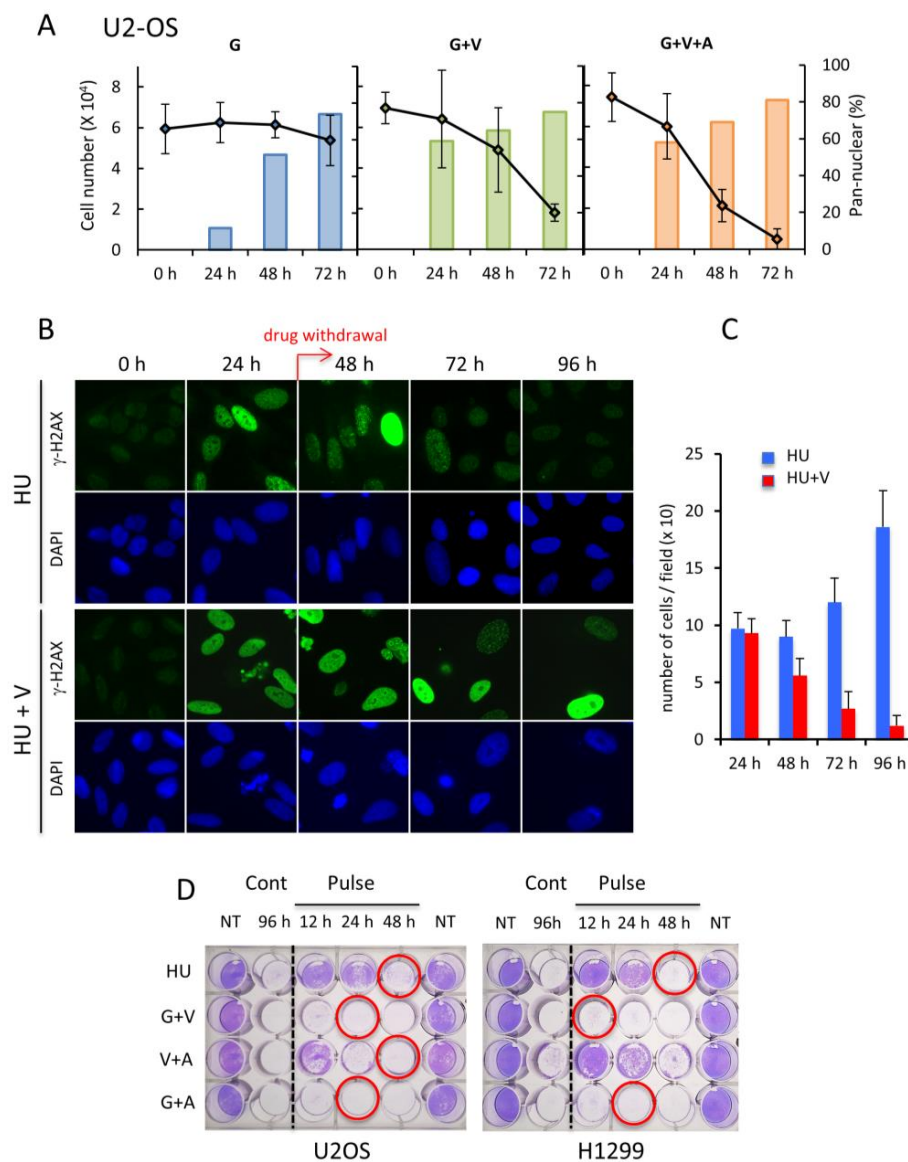 A U2-OS
G G+V G+V+A
Cell number (X 10⁴)
8
6
4
2
0
0 h 24 h 48 h 72 h 0 h 24 h 48 h 72 h 0 h 24 h 48 h 72 h
100
80
60
40
20
0
Pan-nuclear (%)
B
drug withdrawal
0 h 24 h 48 h 72 h 96 h
HU
γ-H2AX
DAPI
HU + V
γ-H2AX
DAPI
C
HU
HU+V
number of cells / field (x 10)
25
20
15
10
5
0
24 h 48 h 72 h 96 h
D
Cont Pulse Cont Pulse
NT 96 h 12 h 24 h 48 h NT NT 96h 12 h 24 h 48 h NT
HU
G+V
V+A
G+A
U2OS H1299